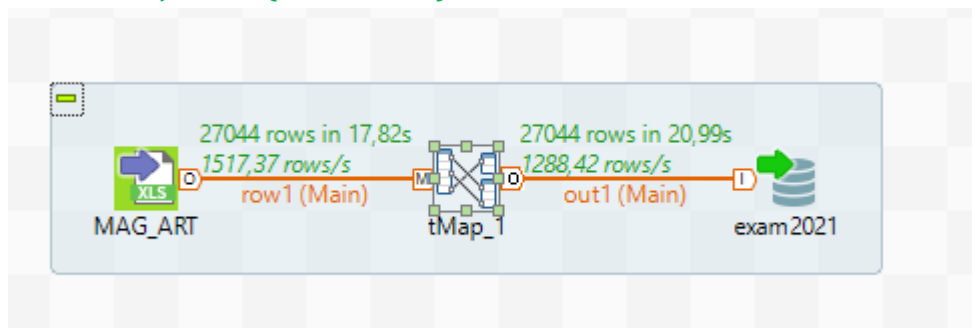 27044 rows in 17,82s
1517,37 rows/s
row1 (Main)
27044 rows in 20,99s
1288,42 rows/s
out1 (Main)
O
M
O
I
XLS
MAG_ART
tMap_1
exam2021